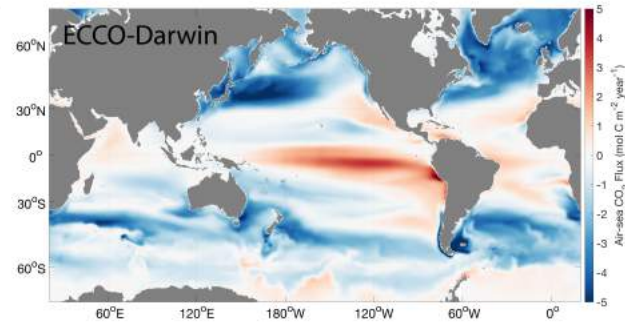 ECCO-Darwin
60°N
30°N
0°
30°S
60°S
60°E
120°E
180°W
120°W
60°W
0°
5
4
3
2
1
0
-1
-2
-3
-4
-5
Air-sea CO₂ Flux (mol C m⁻² year⁻¹)